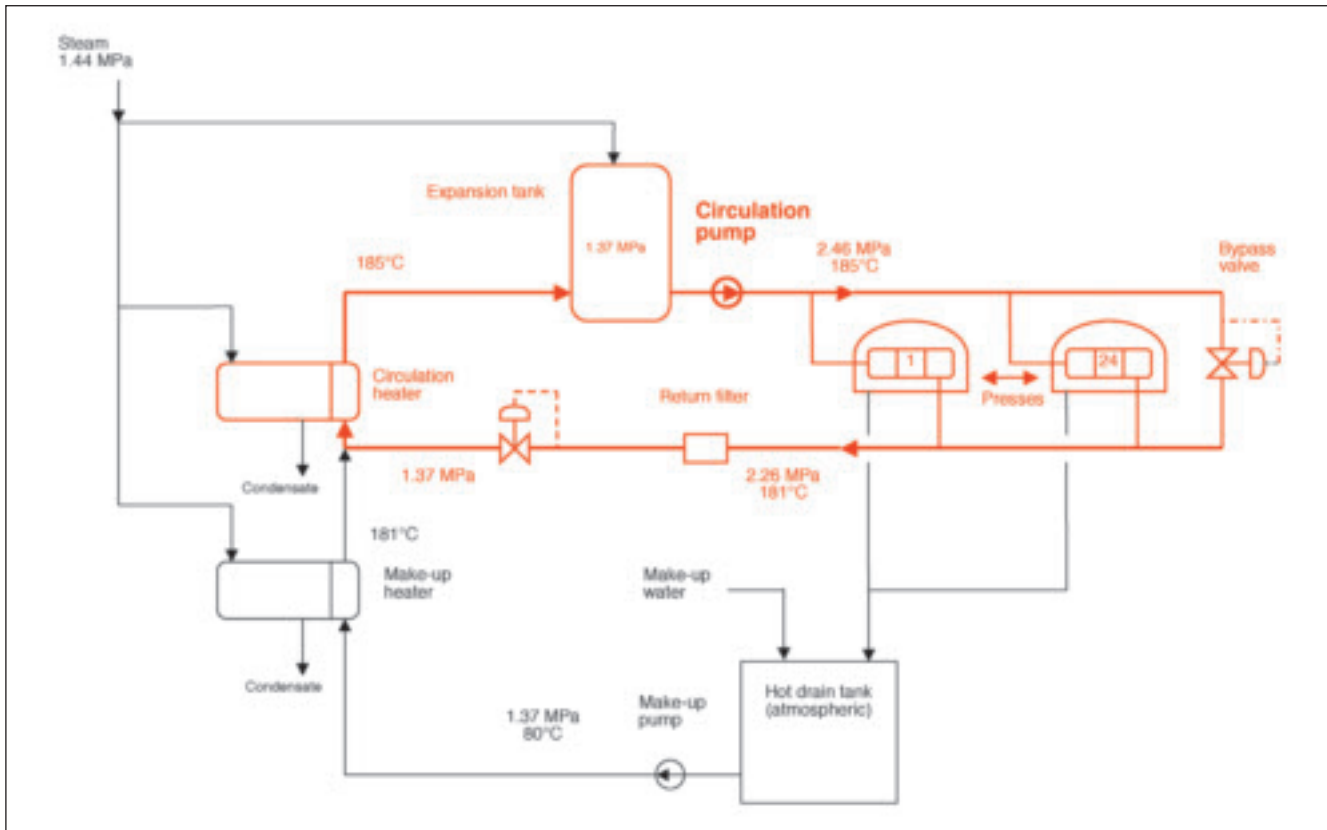 Steam
1.44 MPa
Expansion tank
1.37 MPa
Circulation
pump
2.46 MPa
185°C
Bypass
valve
185°C
Circulation
heater
Return filter
1
24
Presses
1.37 MPa
2.26 MPa
181°C
Condensate
181°C
Make-up
heater
Make-up
water
Condensate
Hot drain tank
(atmospheric)
Make-up
pump
1.37 MPa
80°C